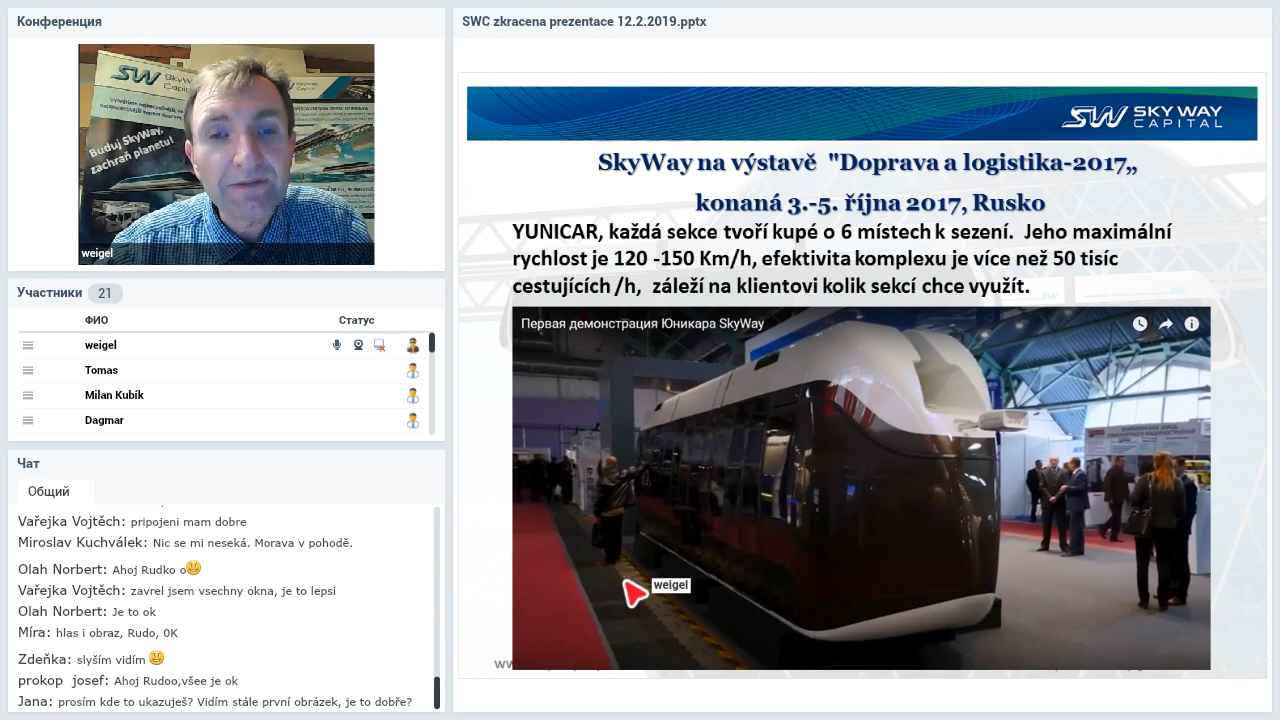 Конференция
SWC zkracena prezentace 12.2.2019.pptx
SW
Buduj SkyWay,
zachraň planetu!
weigel
Участники 21
ФИО Статус
weigel
Tomas
Milan Kubík
Dagmar
Чат
Общий
Vařejka Vojtěch: pripojeni mam dobre
Miroslav Kuchválek: Nic se mi neseká. Morava v pohodě.
Olah Norbert: Ahoj Rudko o
Vařejka Vojtěch: zavrel jsem vsechny okna, je to lepsi
Olah Norbert: Je to ok
Míra: hlas i obraz, Rudo, 0K
Zdeňka: slyším vidím
prokop josef: Ahoj Rudoo,všee je ok
Jana: prosím kde to ukazuješ? Vidím stále první obrázek, je to dobře?
SW SKY WAY
CAPITAL
SkyWay na výstavě "Doprava a logistika-2017„
konaná 3.-5. října 2017, Rusko
YUNICAR, každá sekce tvoří kupé o 6 místech k sezení. Jeho maximální
rychlost je 120 -150 Km/h, efektivita komplexu je více než 50 tisíc
cestujících /h, záleží na klientovi kolik sekcí chce využít.
Первая демонстрация Юникара SkyWay
weigel